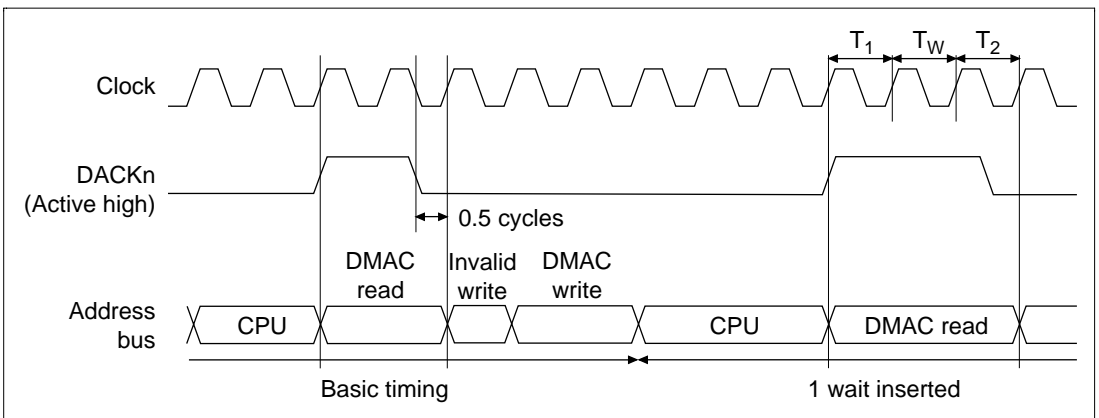 T1 TW T2
Clock
DACKn
(Active high)
0.5 cycles
DMAC read
Invalid write
DMAC write
Address bus
CPU
CPU
DMAC read
Basic timing
1 wait inserted